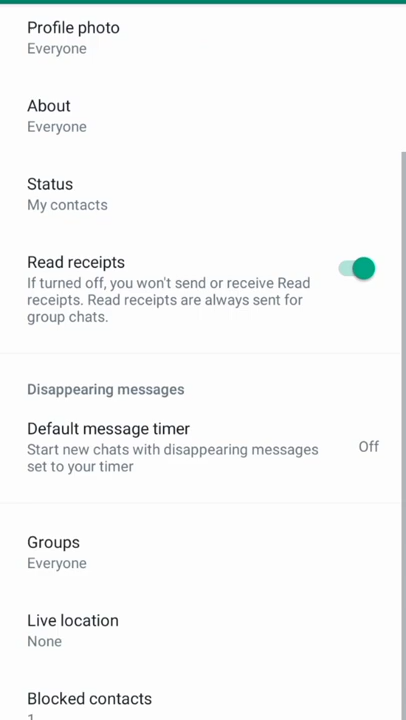 Profile photo
Everyone
About
Everyone
Status
My contacts
Read receipts
If turned off, you won't send or receive Read
receipts. Read receipts are always sent for
group chats.
Disappearing messages
Default message timer
Start new chats with disappearing messages
set to your timer
Off
Groups
Everyone
Live location
None
Blocked contacts
1